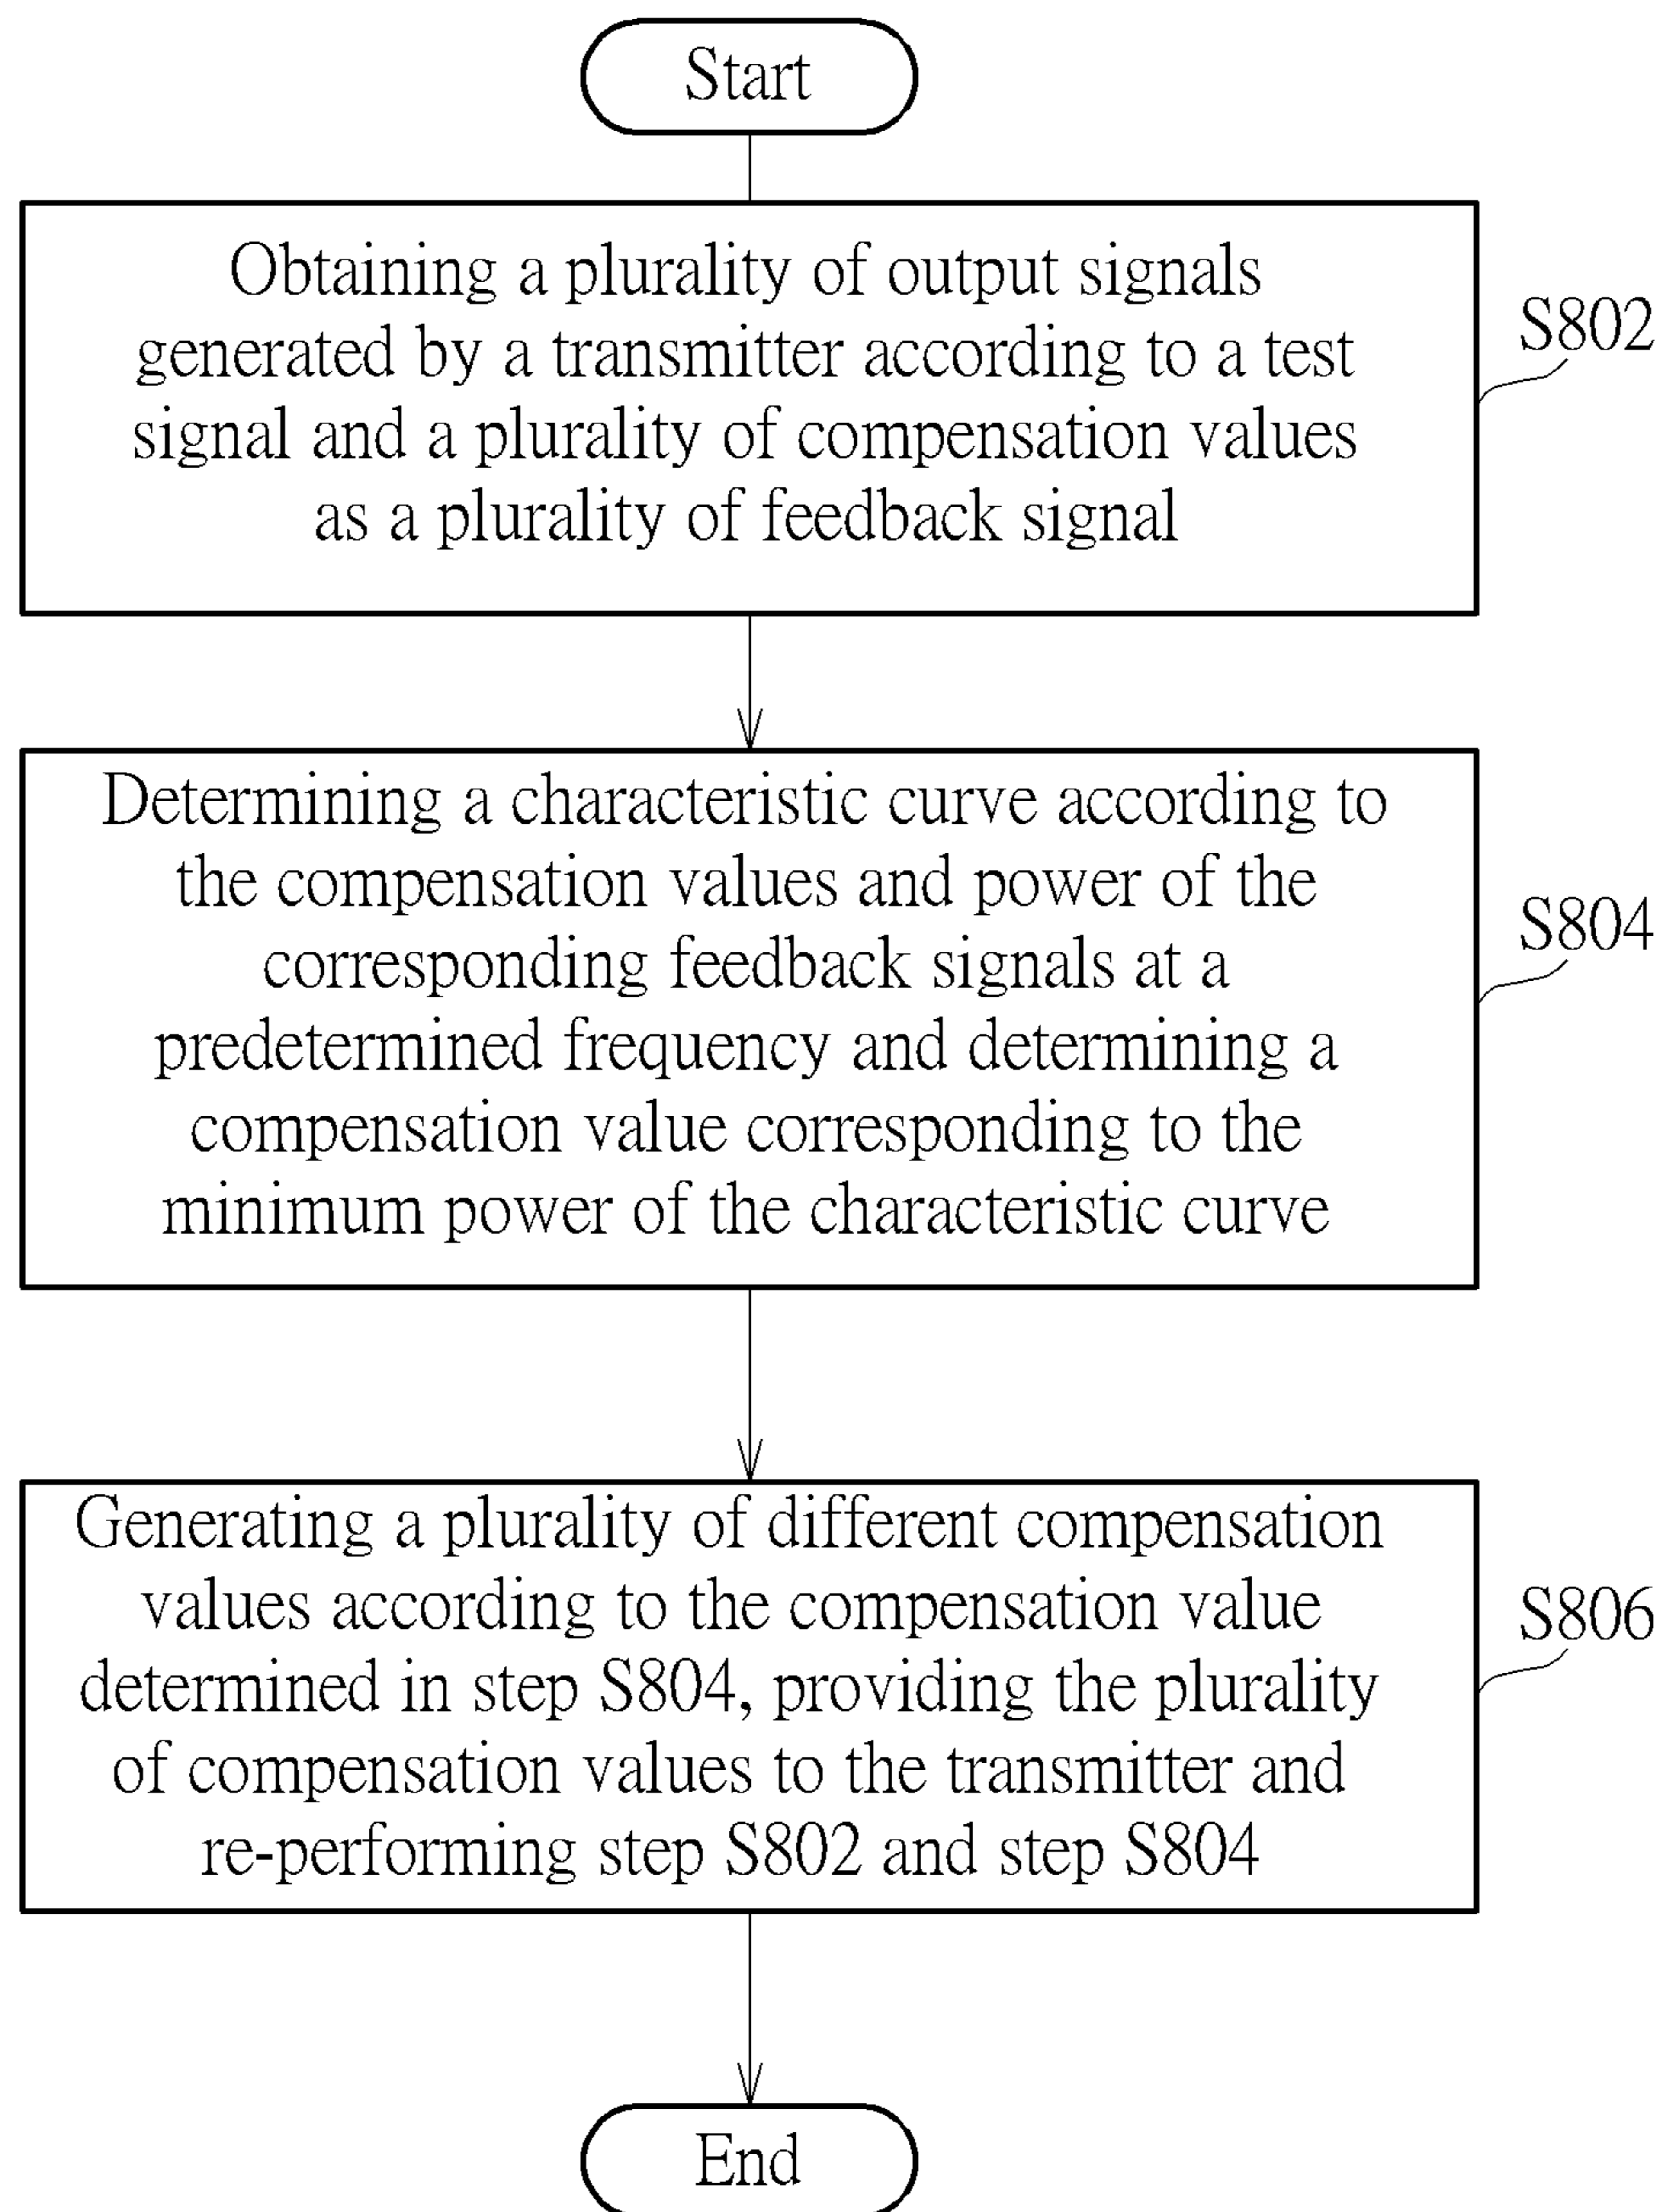 Start
Obtaining a plurality of output signals
generated by a transmitter according to a test
signal and a plurality of compensation values
as a plurality of feedback signal
S802
Determining a characteristic curve according to
the compensation values and power of the
corresponding feedback signals at a
predetermined frequency and determining a
compensation value corresponding to the
minimum power of the characteristic curve
S804
Generating a plurality of different compensation
values according to the compensation value
determined in step S804, providing the plurality
of compensation values to the transmitter and
re-performing step S802 and step S804
S806
End